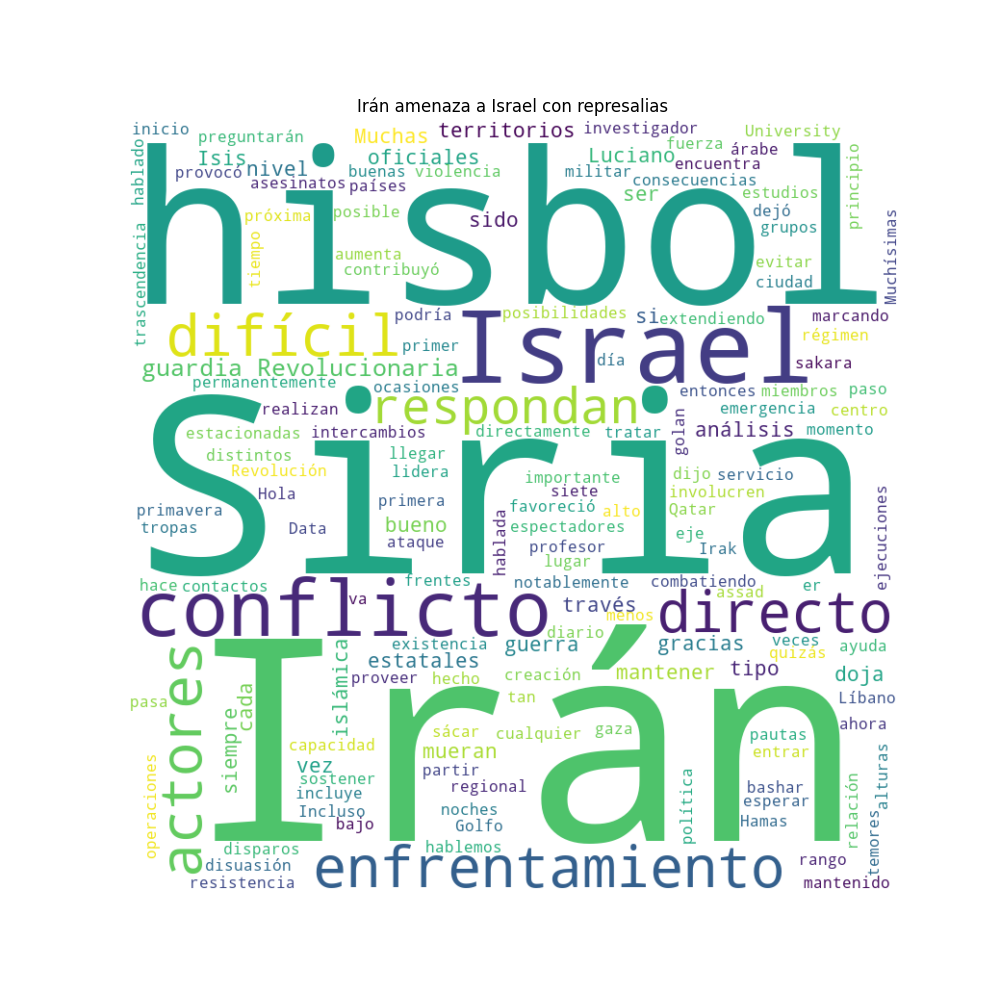 Irán amenaza a Israel con represalias
inicio
preguntarán
Muchas
territorios
investigador
University
hablado
provocó
Isis
nivel
oficiales
buenas
violencia
asesinatos
países
militar
Luciano
fuerza
árabe
encuentra
consecuencias
principio
hisbol
próxima
posible
sido
ser
estudios
dejó
grupos
Muchísimas
trascendencia
tiempo
aumenta
contribuyó
evitar
ciudad
difícil
podría
posibilidades
Israel
si
extendiendo
marcando
régimen
primer
día
sakara
guardia Revolucionaria
permanentemente
ocasiones
entonces
miembros
paso
realizan
respondan
golan
emergencia
centro
estacionadas
intercambios
directamente
tratar
análisis
momento
Siria
distintos
llegar
Revolución
lidera
importante
dijo
servicio
Hola
siete
involucren
primavera
primera
favoreció
alto
Qatar
tropas
Data
bueno
espectadores
eje
ejecuciones
ataque
hablada
profesor
Irak
lugar
hace
contactos
frentes
notablemente
combatiendo
assad
er
conflicto
va
través
menos
directo
diario
actores
islámica
existencia
guerra
gracias
veces
ayuda
estatales
quizás
proveer
hecho
creación
mantener
tipo
doja
pasa
siempre
cada
Irán
tan
Líbano
sácar
cualquier
gaza
ahora
capacidad
mueran
pautas
entrar
operaciones
vez
partir
sostener
regional
política
bashar
relación
alturas
incluye
esperar
Incluso
noches
bajo
Golfo
Hamas
temores
disparos
hablemos
disuasión
enfrentamiento
rango
resistencia
mantenido